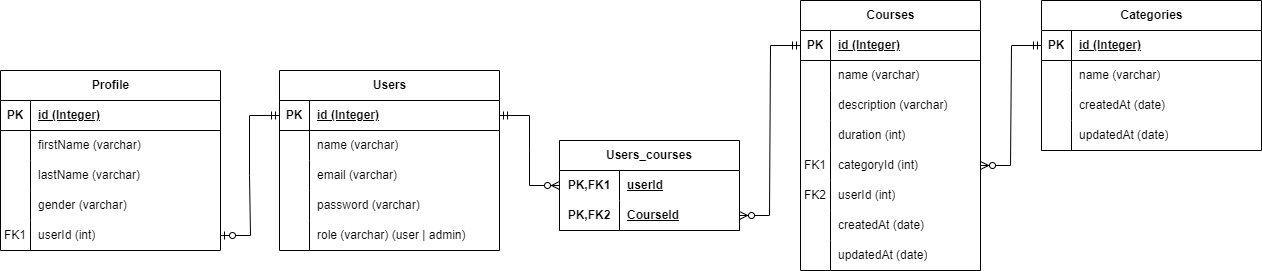 Profile
PK id (Integer)
firstName (varchar)
lastName (varchar)
gender (varchar)
FK1 userId (int)
Users
PK id (Integer)
name (varchar)
email (varchar)
password (varchar)
role (varchar) (user | admin)
Users_courses
PK,FK1 userId
PK,FK2 CourseId
Courses
PK id (Integer)
name (varchar)
description (varchar)
duration (int)
FK1 categoryId (int)
FK2 userId (int)
createdAt (date)
updatedAt (date)
Categories
PK id (Integer)
name (varchar)
createdAt (date)
updatedAt (date)